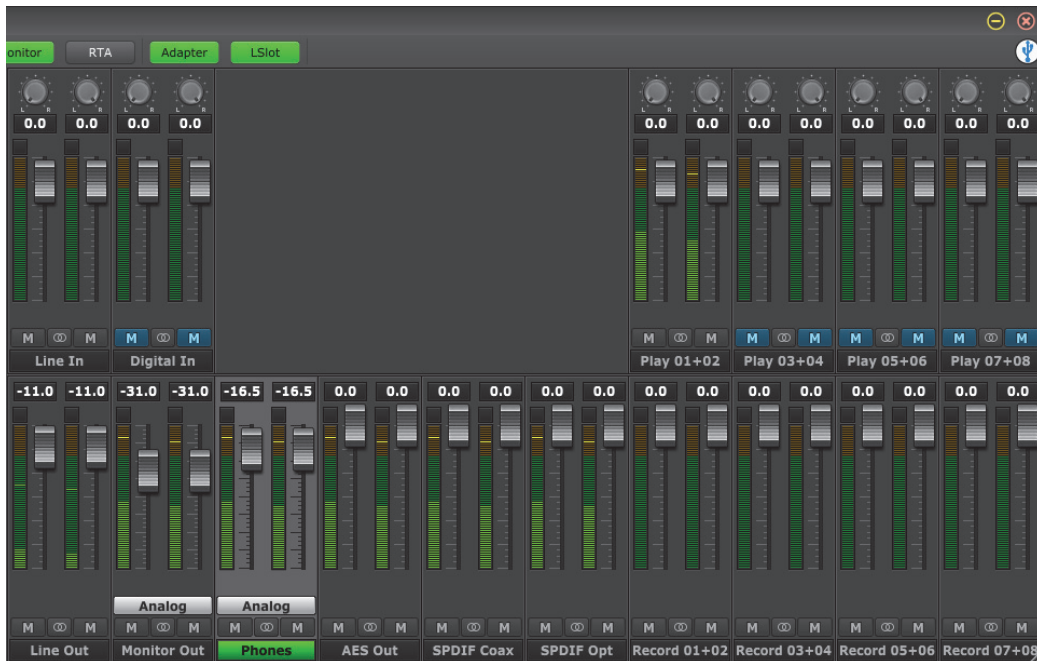 onitor RTA Adapter LSlot
L R L R L R L R L R L R L R L R L R L R L R L R
0.0 0.0 0.0 0.0 0.0 0.0 0.0 0.0 0.0 0.0 0.0 0.0
M M M M M M M M M M M M
Line In Digital In Play 01+02 Play 03+04 Play 05+06 Play 07+08
-11.0 -11.0 -31.0 -31.0 -16.5 -16.5 0.0 0.0 0.0 0.0 0.0 0.0 0.0 0.0 0.0 0.0 0.0 0.0 0.0 0.0
Analog Analog
M M M M M M M M M M M M M M M M M M M M
Line Out Monitor Out Phones AES Out SPDIF Coax SPDIF Opt Record 01+02 Record 03+04 Record 05+06 Record 07+08